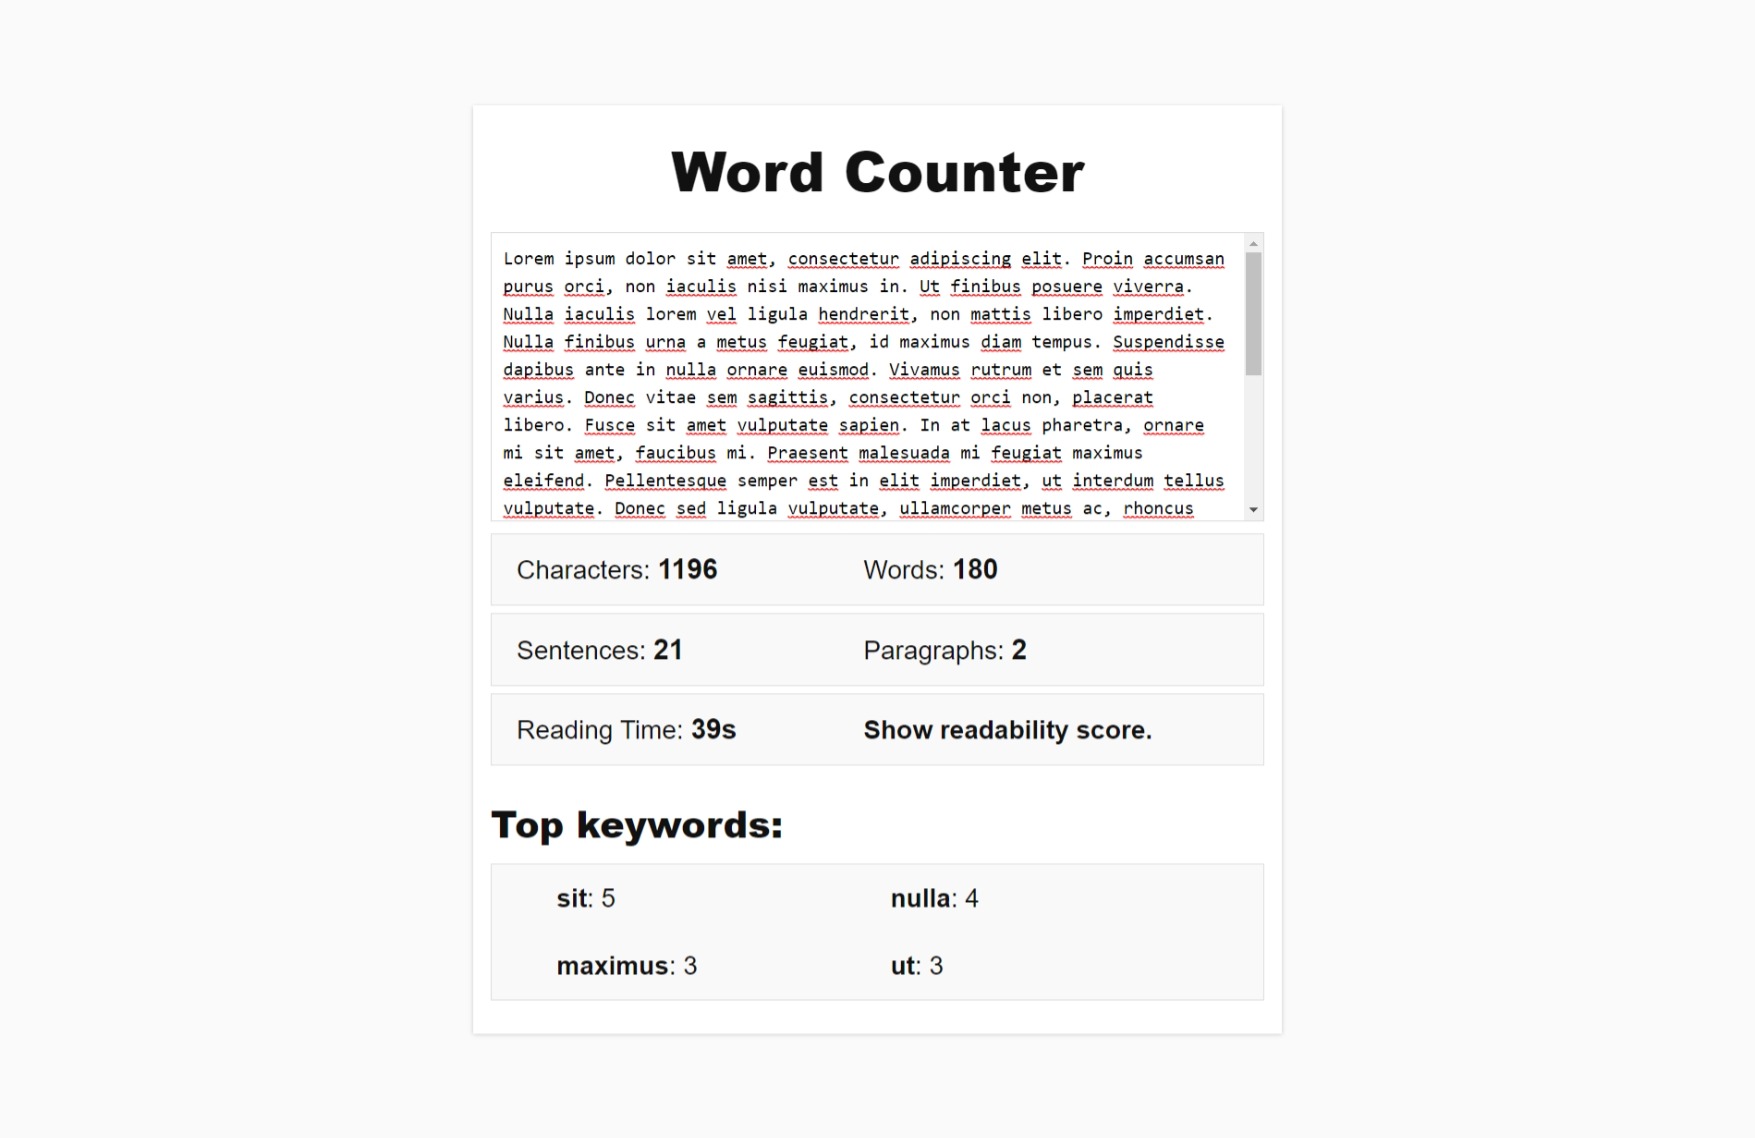 Word Counter
Lorem ipsum dolor sit amet, consectetur adipiscing elit. Proin accumsan
purus orci, non iaculis nisi maximus in. Ut finibus posuere viverra.
Nulla iaculis lorem vel ligula hendrerit, non mattis libero imperdiet.
Nulla finibus urna a metus feugiat, id maximus diam tempus. Suspendisse
dapibus ante in nulla ornare euismod. Vivamus rutrum et sem quis
varius. Donec vitae sem sagittis, consectetur orci non, placerat
libero. Fusce sit amet vulputate sapien. In at lacus pharetra, ornare
mi sit amet, faucibus mi. Praesent malesuada mi feugiat maximus
eleifend. Pellentesque semper est in elit imperdiet, ut interdum tellus
vulputate. Donec sed ligula vulputate, ullamcorper metus ac, rhoncus
Characters: 1196 Words: 180
Sentences: 21 Paragraphs: 2
Reading Time: 39s Show readability score.
Top keywords:
sit: 5 nulla: 4
maximus: 3 ut: 3